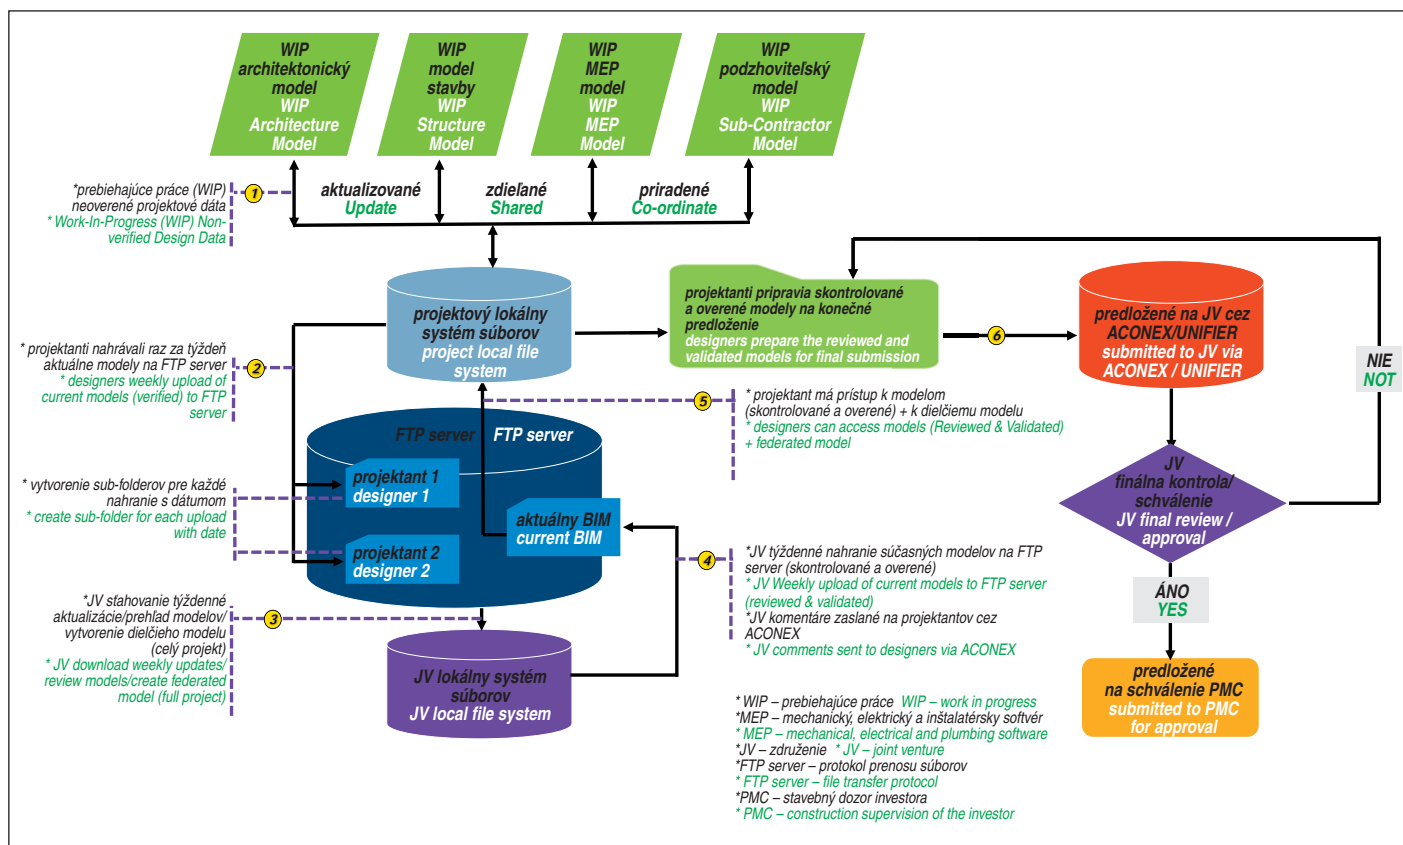 WIP
architektonický
model
WIP
Architecture
Model
WIP
model
stavby
WIP
Structure
Model
WIP
MEP
model
WIP
MEP
Model
WIP
podzhoviteľský
model
WIP
Sub-Contractor
Model
*prebiehajúce práce (WIP)
neoverené projektové dáta
* Work-In-Progress (WIP) Non-
verified Design Data
1
aktualizované
Update
zdieľané
Shared
priradené
Co-ordinate
projektový lokálny
systém súborov
project local file
system
projektanti pripravia skontrolované
a overené modely na konečné
predloženie
designers prepare the reviewed and
validated models for final submission
6
predložené na JV cez
ACONEX/UNIFIER
submitted to JV via
ACONEX / UNIFIER
NIE
NOT
* projektanti nahrávali raz za týždeň
aktuálne modely na FTP server
* designers weekly upload of
current models (verified) to FTP
server
2
5
* projektant má prístup k modelom
(skontrolované a overené) + k dielčiemu modelu
* designers can access models (Reviewed & Validated)
+ federated model
FTP server
FTP server
projektant 1
designer 1
* vytvorenie sub-folderov pre každé
nahranie s dátumom
* create sub-folder for each upload
with date
aktuálny BIM
current BIM
projektant 2
designer 2
JV
finálna kontrola/
schválenie
JV final review /
approval
4
*JV týždenné nahranie súčasných modelov na FTP
server (skontrolované a overené)
* JV Weekly upload of current models to FTP server
(reviewed & validated)
*JV komentáre zaslané na projektantov cez
ACONEX
* JV comments sent to designers via ACONEX
ÁNO
YES
*JV sťahovanie týždenné
aktualizácie/prehľad modelov/
vytvorenie dielčieho modelu
(celý projekt)
* JV download weekly updates/
review models/create federated
model (full project)
3
JV lokálny systém
súborov
JV local file system
predložené
na schválenie PMC
submitted to PMC
for approval
* WIP – prebiehajúce práce WIP – work in progress
*MEP – mechanický, elektrický a inštalatérsky softvér
* MEP – mechanical, electrical and plumbing software
*JV – združenie * JV – joint venture
*FTP server – protokol prenosu súborov
* FTP server – file transfer protocol
*PMC – stavebný dozor investora
* PMC – construction supervision of the investor